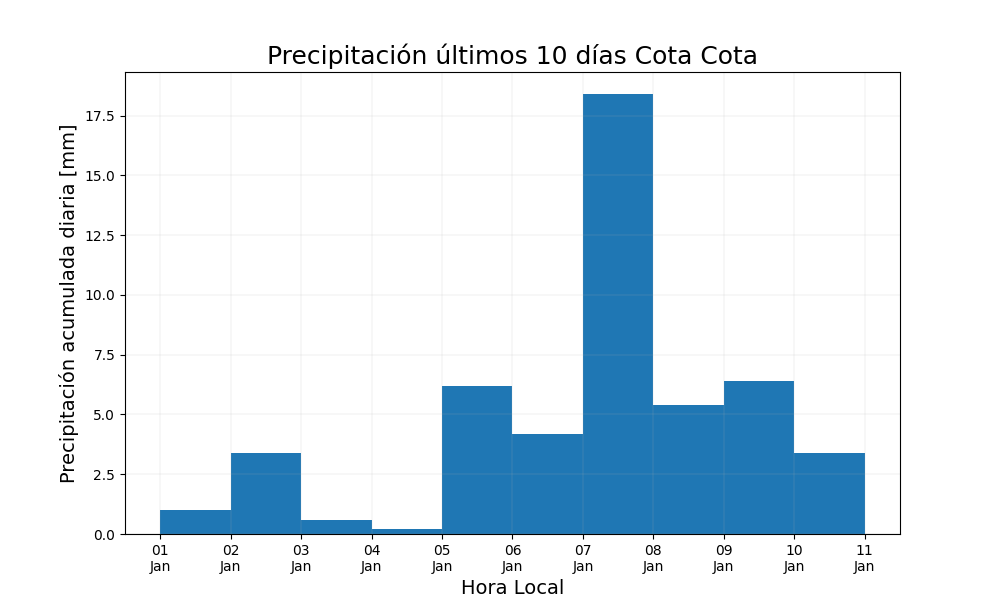 Precipitación últimos 10 días Cota Cota
Precipitación acumulada diaria [mm]
17.5
15.0
12.5
10.0
7.5
5.0
2.5
0.0
01 02 03 04 05 06 07 08 09 10 11
Jan Jan Jan Jan Jan Jan Jan Jan Jan Jan Jan
Hora Local